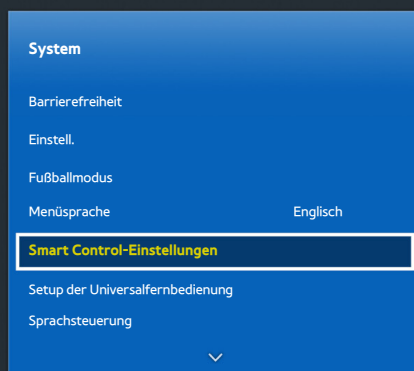 System
Barrierefreiheit
Einstell.
Fußballmodus
Menüsprache Englisch
Smart Control-Einstellungen
Setup der Universalfernbedienung
Sprachsteuerung